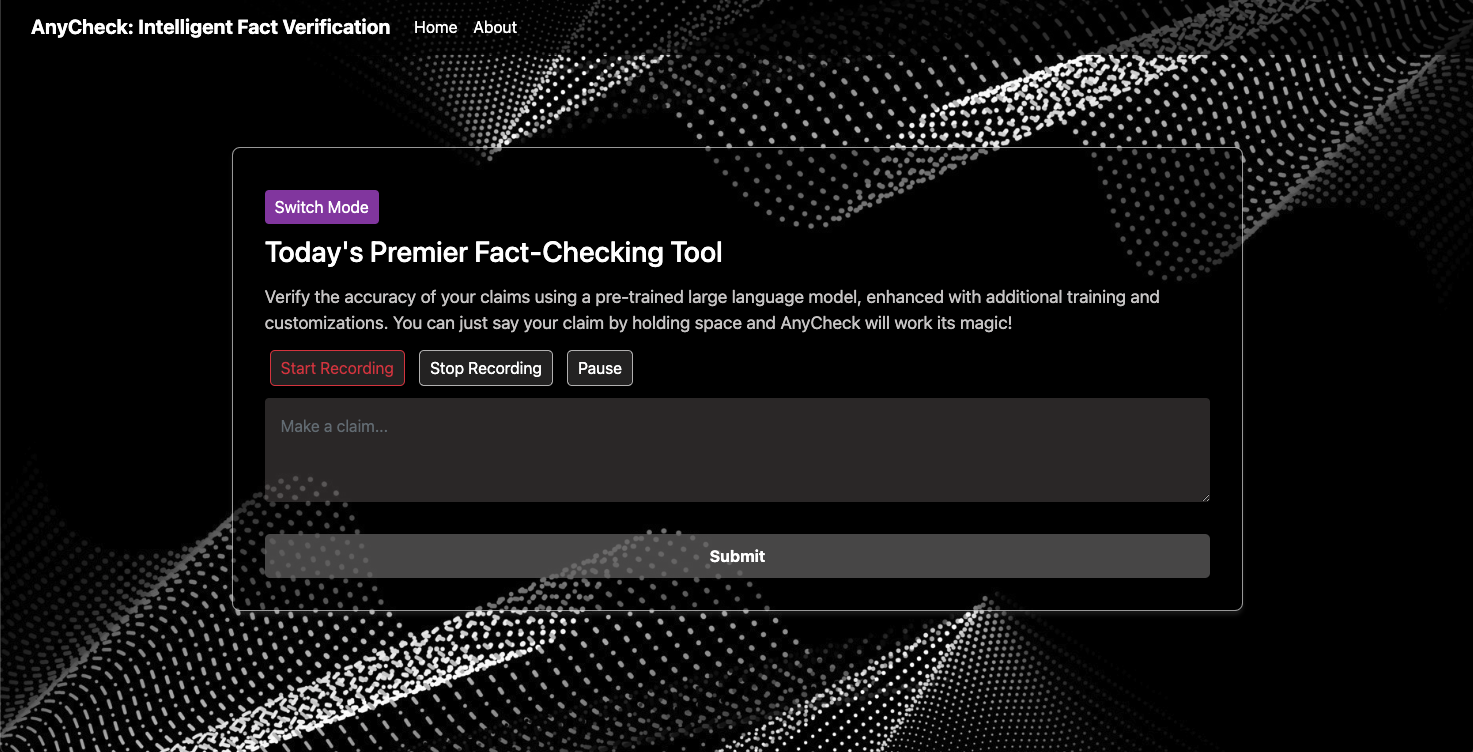 AnyCheck: Intelligent Fact Verification Home About
Switch Mode
Today's Premier Fact-Checking Tool
Verify the accuracy of your claims using a pre-trained large language model, enhanced with additional training and
customizations. You can just say your claim by holding space and AnyCheck will work its magic!
Start Recording Stop Recording Pause
Make a claim...
Submit